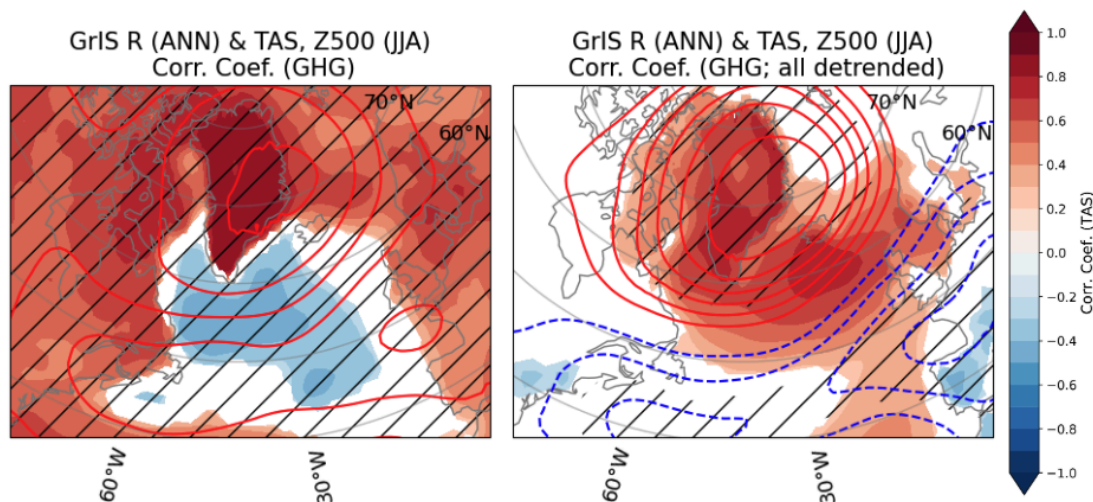 GrIS R (ANN) & TAS, Z500 (JJA)
Corr. Coef. (GHG)
70°N
60°N
60°W
30°W
GrIS R (ANN) & TAS, Z500 (JJA)
Corr. Coef. (GHG; all detrended)
70°N
60°N
60°W
30°W
1.0
0.8
0.6
0.4
0.2
0.0
−0.2
−0.4
−0.6
−0.8
−1.0
Corr. Coef. (TAS)